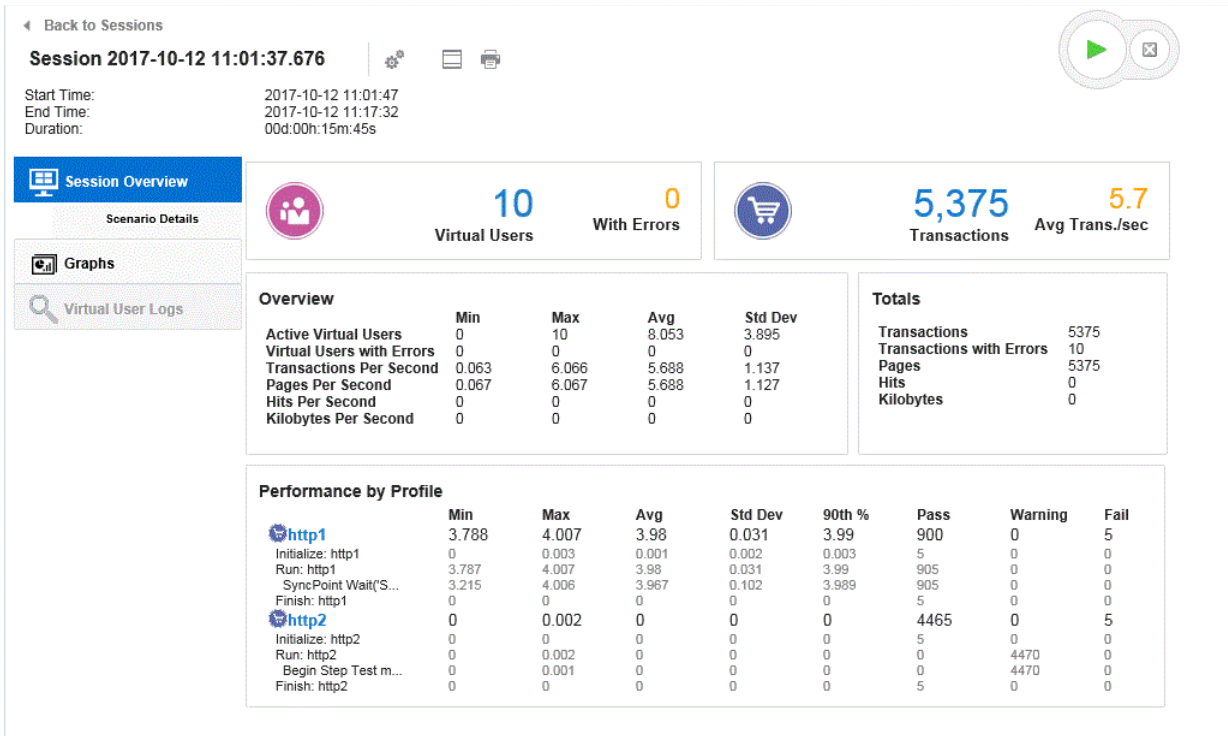 Back to Sessions
Session 2017-10-12 11:01:37.676
Start Time: 2017-10-12 11:01:47
End Time: 2017-10-12 11:17:32
Duration: 00d:00h:15m:45s
Session Overview
Scenario Details
Graphs
Virtual User Logs
10 0
Virtual Users With Errors
5,375 5.7
Transactions Avg Trans./sec
Overview
Min Max Avg Std Dev
Active Virtual Users 0 10 8.053 3.895
Virtual Users with Errors 0 0 0 0
Transactions Per Second 0.063 6.066 5.688 1.137
Pages Per Second 0.067 6.067 5.688 1.127
Hits Per Second 0 0 0 0
Kilobytes Per Second 0 0 0 0
Totals
Transactions 5375
Transactions with Errors 10
Pages 5375
Hits 0
Kilobytes 0
Performance by Profile
Min Max Avg Std Dev 90th % Pass Warning Fail
http1 3.788 4.007 3.98 0.031 3.99 900 0 5
Initialize: http1 0 0.003 0.001 0.002 0.003 5 0 0
Run: http1 3.787 4.007 3.98 0.031 3.99 905 0 0
SyncPoint Wait('S... 3.215 4.006 3.967 0.102 3.989 905 0 0
Finish: http1 0 0 0 0 0 5 0 0
http2 0 0.002 0 0 0 4465 0 5
Initialize: http2 0 0 0 0 0 5 0 0
Run: http2 0 0.002 0 0 0 0 4470 0
Begin Step Test m... 0 0.001 0 0 0 0 4470 0
Finish: http2 0 0 0 0 0 5 0 0